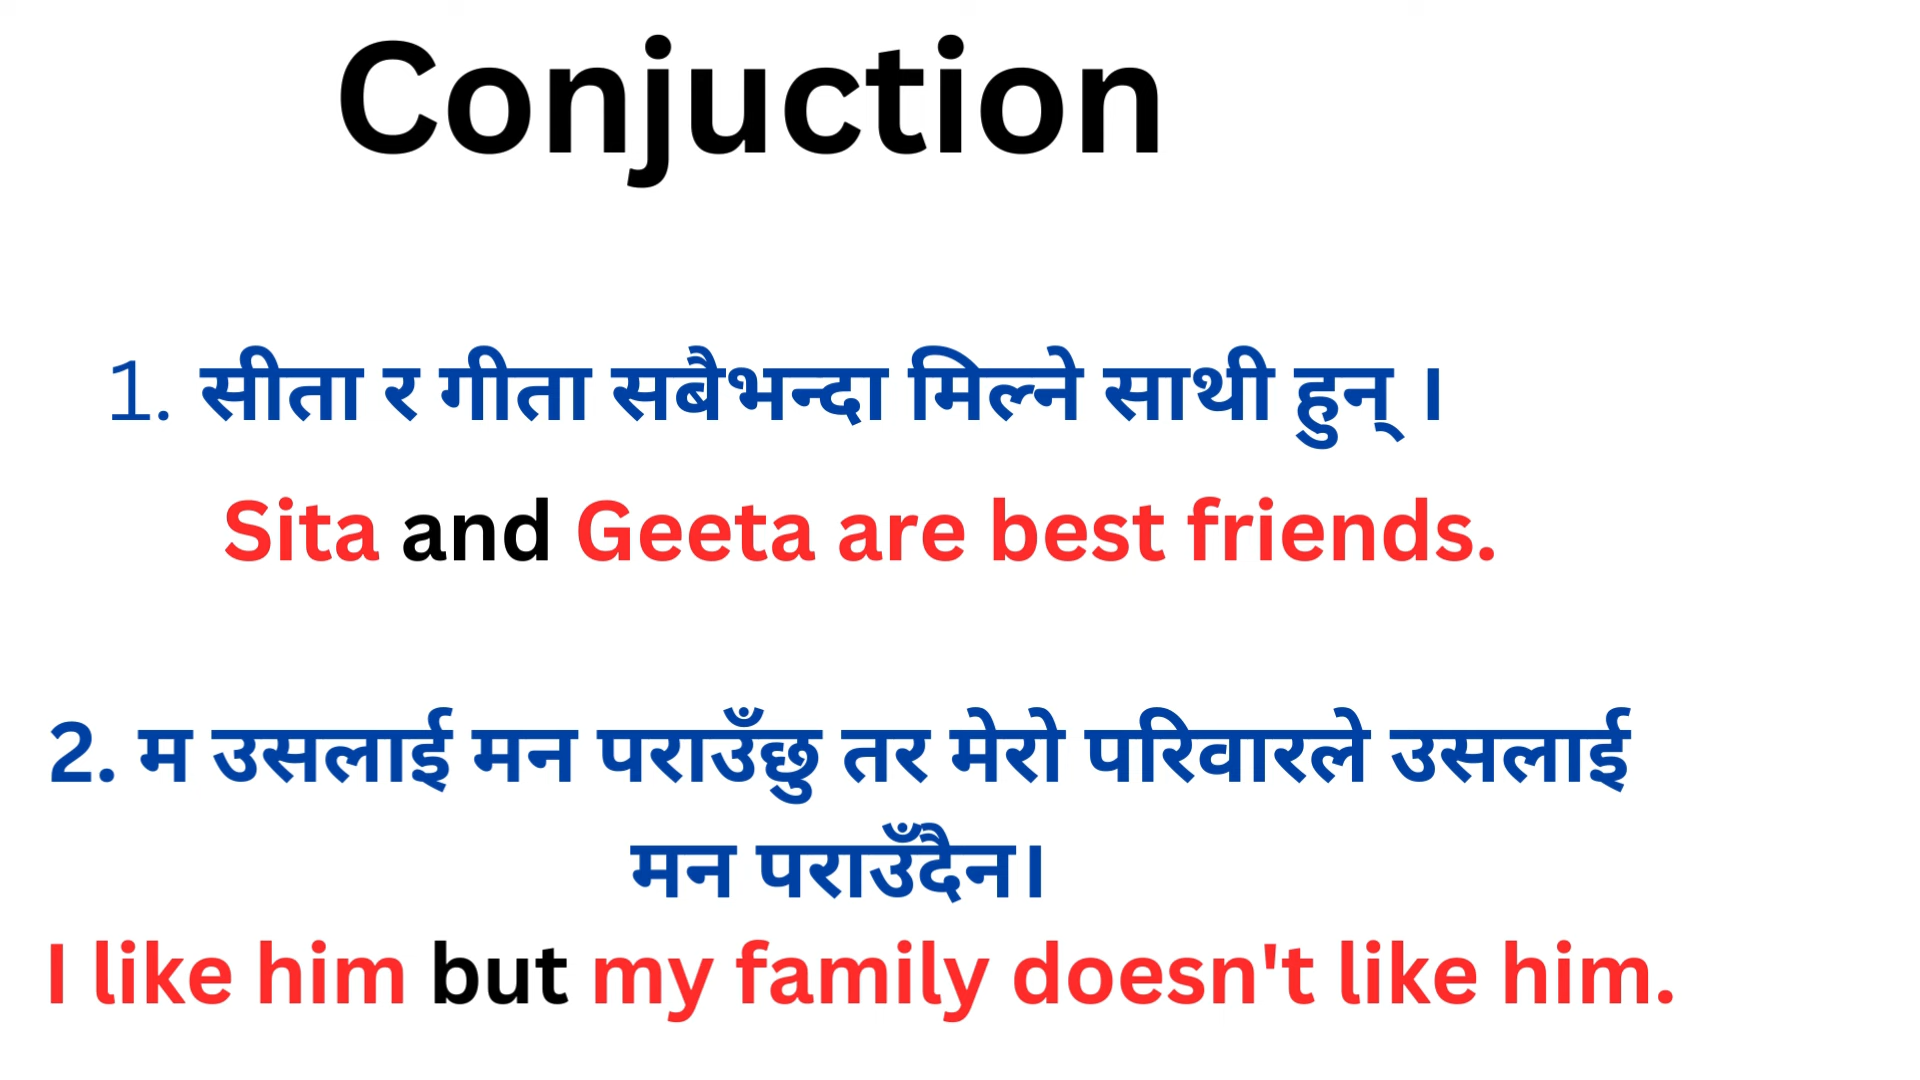 Conjuction
1. सीता र गीता सबैभन्दा मिल्ने साथी हुन् ।
Sita and Geeta are best friends.
2. म उसलाई मन पराउँछु तर मेरो परिवारले उसलाई
मन पराउँदैन।
I like him but my family doesn't like him.